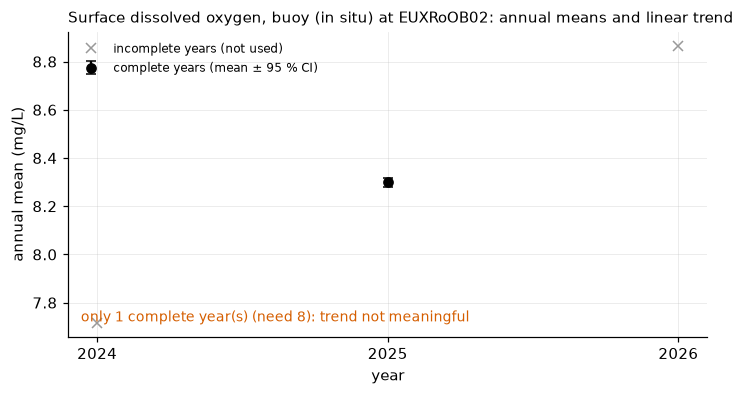 Surface dissolved oxygen, buoy (in situ) at EUXRoOB02: annual means and linear trend
incomplete years (not used)
complete years (mean ± 95 % CI)
annual mean (mg/L)
8.8
8.6
8.4
8.2
8.0
7.8
only 1 complete year(s) (need 8): trend not meaningful
2024
2025
2026
year